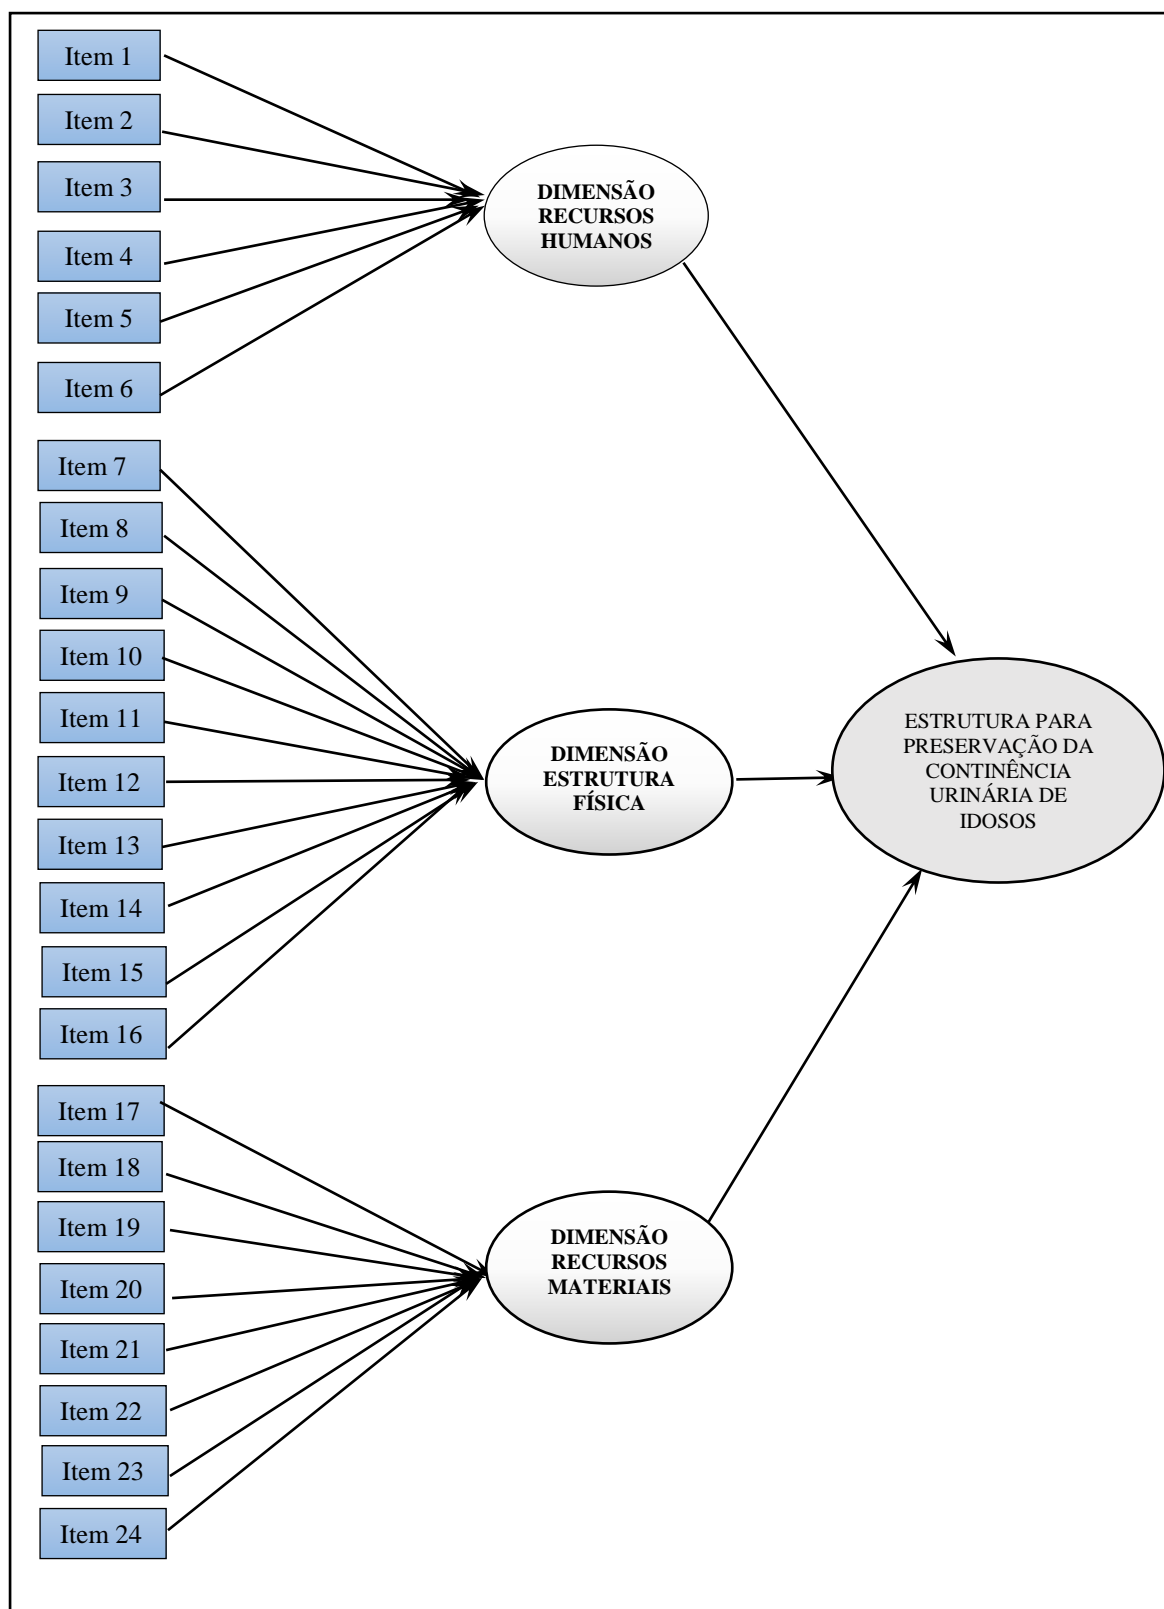 Item 1
Item 2
Item 3
Item 4
Item 5
Item 6
DIMENSÃO
RECURSOS
HUMANOS
Item 7
Item 8
Item 9
Item 10
Item 11
Item 12
Item 13
Item 14
Item 15
Item 16
DIMENSÃO
ESTRUTURA
FÍSICA
Item 17
Item 18
Item 19
Item 20
Item 21
Item 22
Item 23
Item 24
DIMENSÃO
RECURSOS
MATERIAIS
ESTRUTURA PARA
PRESERVAÇÃO DA
CONTINÊNCIA
URINÁRIA DE
IDOSOS